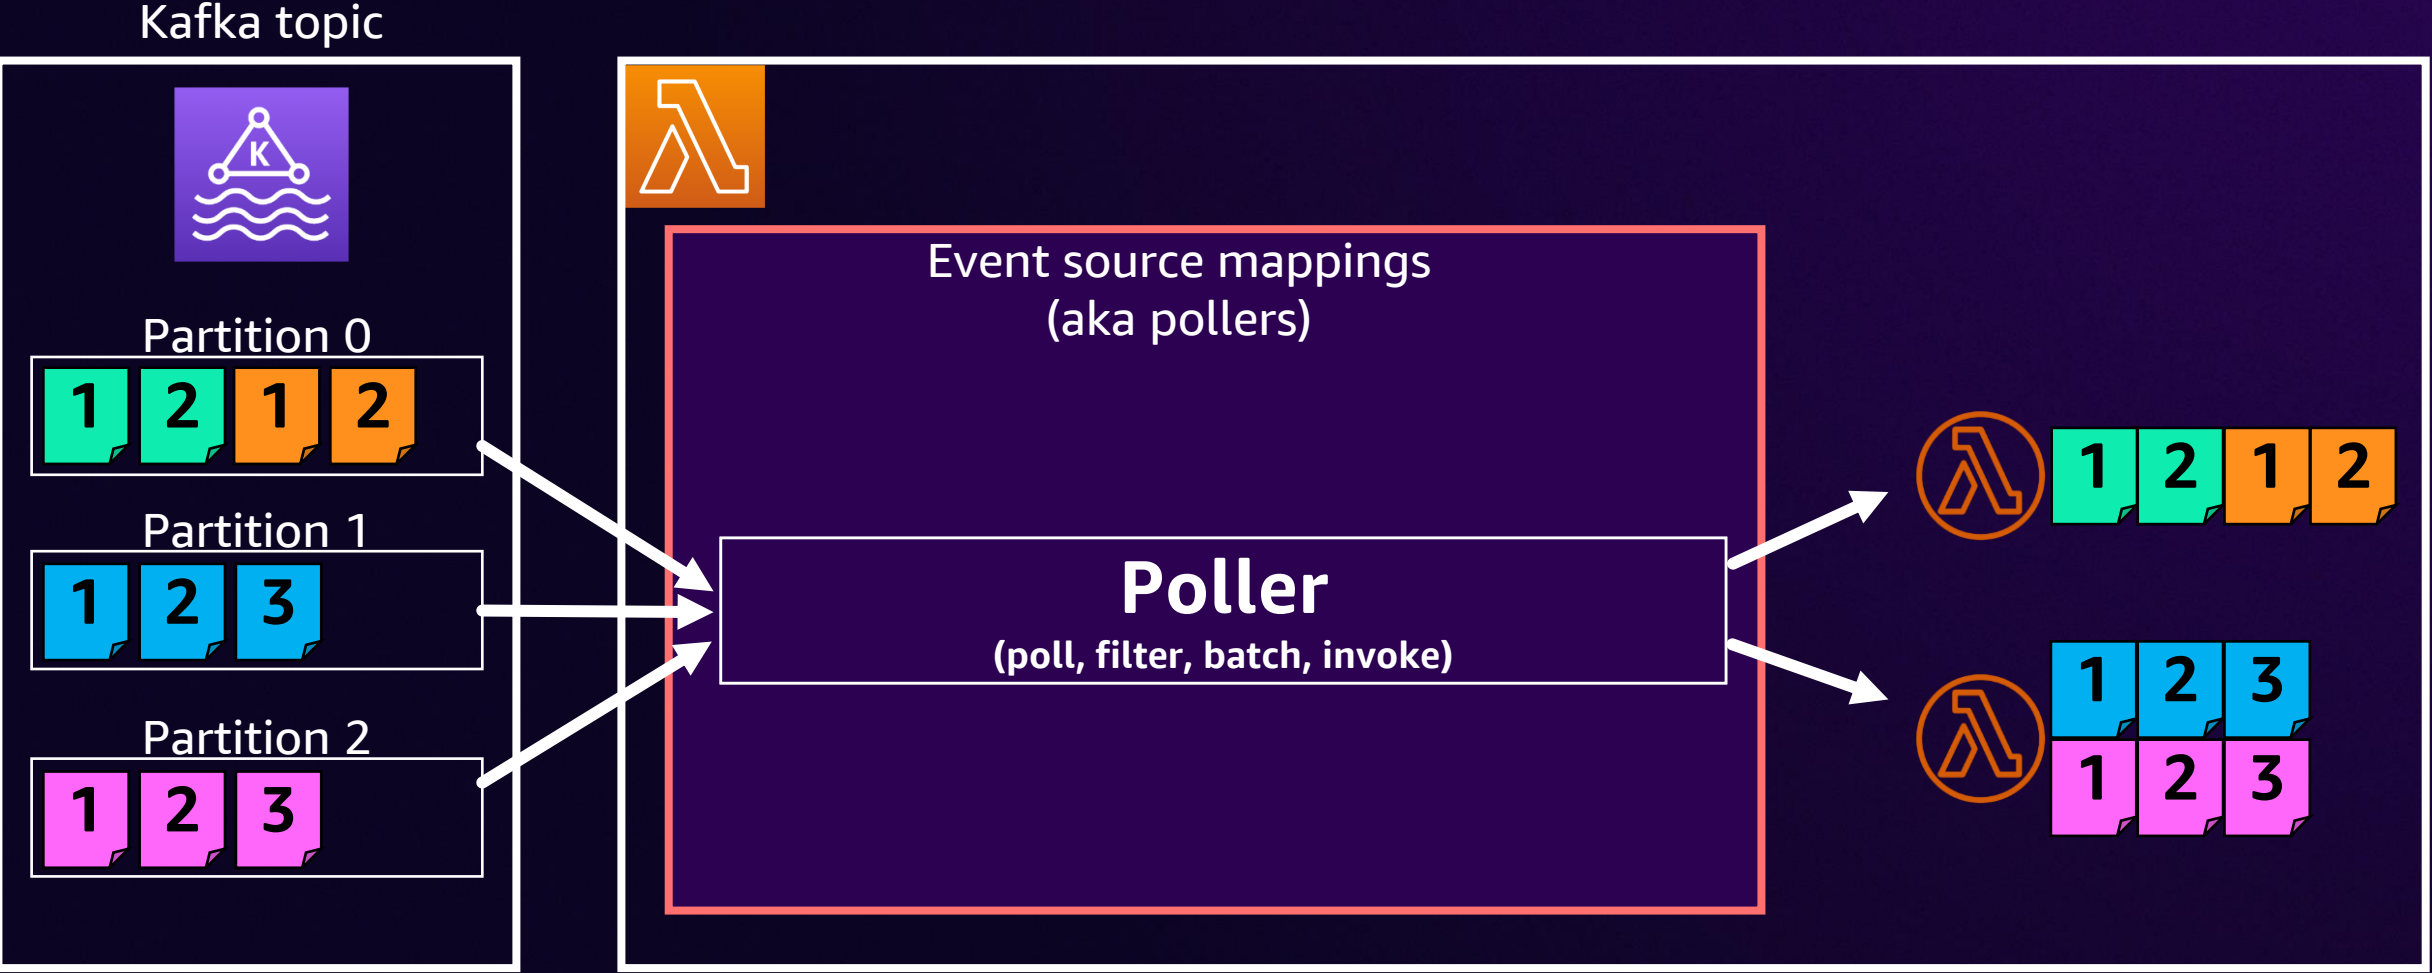 Kafka topic
K
Partition 0
1 2 1 2
Partition 1
1 2 3
Partition 2
1 2 3
Event source mappings
(aka pollers)
Poller
(poll, filter, batch, invoke)
1 2 1 2
1 2 3
1 2 3